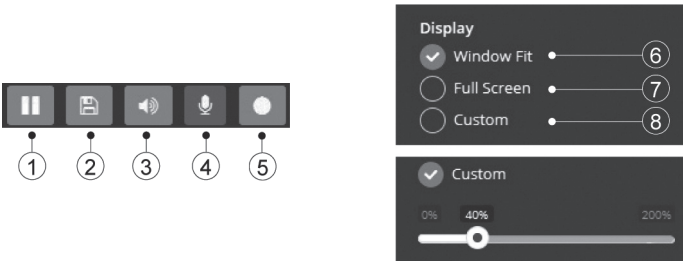 1 2 3 4 5
Display
Window Fit 6
Full Screen 7
Custom 8
Custom
0% 40% 200%